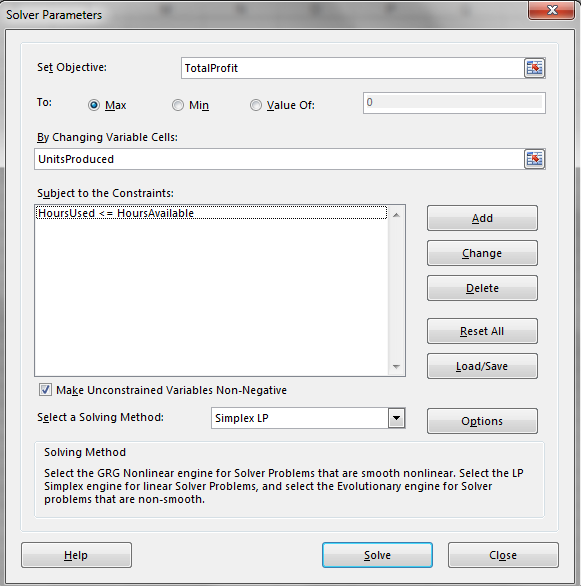 Solver Parameters
Set Objective:
TotalProfit
To:
Max
Min
Value Of:
0
By Changing Variable Cells:
UnitsProduced
Subject to the Constraints:
HoursUsed <= HoursAvailable
Add
Change
Delete
Reset All
Load/Save
Make Unconstrained Variables Non-Negative
Select a Solving Method:
Simplex LP
Options
Solving Method
Select the GRG Nonlinear engine for Solver Problems that are smooth nonlinear. Select the LP
Simplex engine for linear Solver Problems, and select the Evolutionary engine for Solver
problems that are non-smooth.
Help
Solve
Close